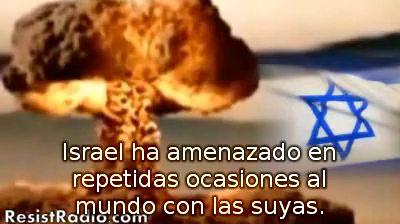 Israel ha amenazado en
repetidas ocasiones al
mundo con las suyas.
ResistRadio.com